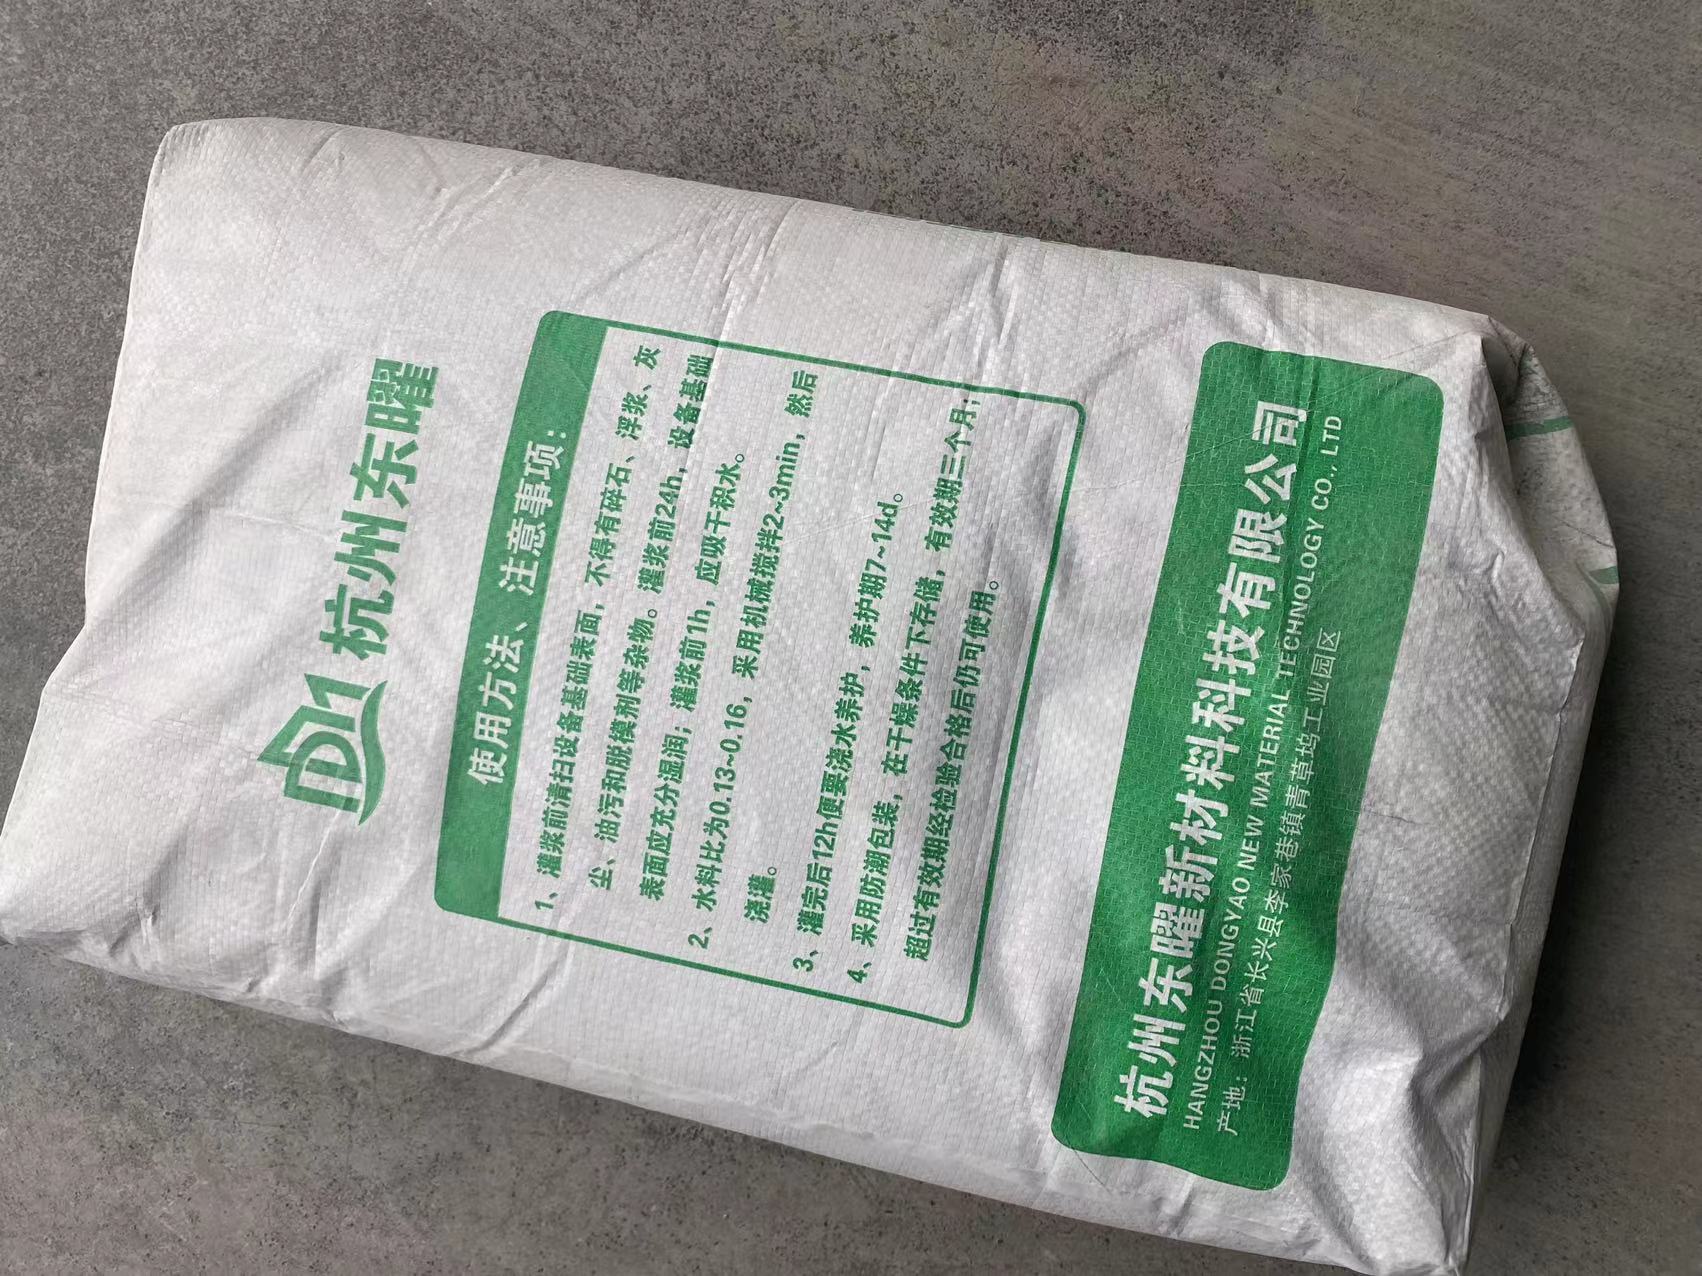 杭州东曜
使用方法、注意事项：
1、灌浆前清扫设备基础表面，不得有碎石、浮浆、灰
尘、油污和脱模剂等杂物。灌浆前24h，设备基础
表面应充分湿润；灌浆前1h，应吸干积水。
2、水料比为0.13~0.16，采用机械搅拌2~3min，然后
浇灌。
3、灌完后12h便要浇水养护，养护期7~14d。
4、采用防潮包装，在干燥条件下存储，有效期三个月；
超过有效期经检验合格后仍可使用。
杭州东曜新材料科技有限公司
HANGZHOU DONGYAO NEW MATERIAL TECHNOLOGY CO., LTD
产地：浙江省长兴县李家巷镇青草坞工业园区